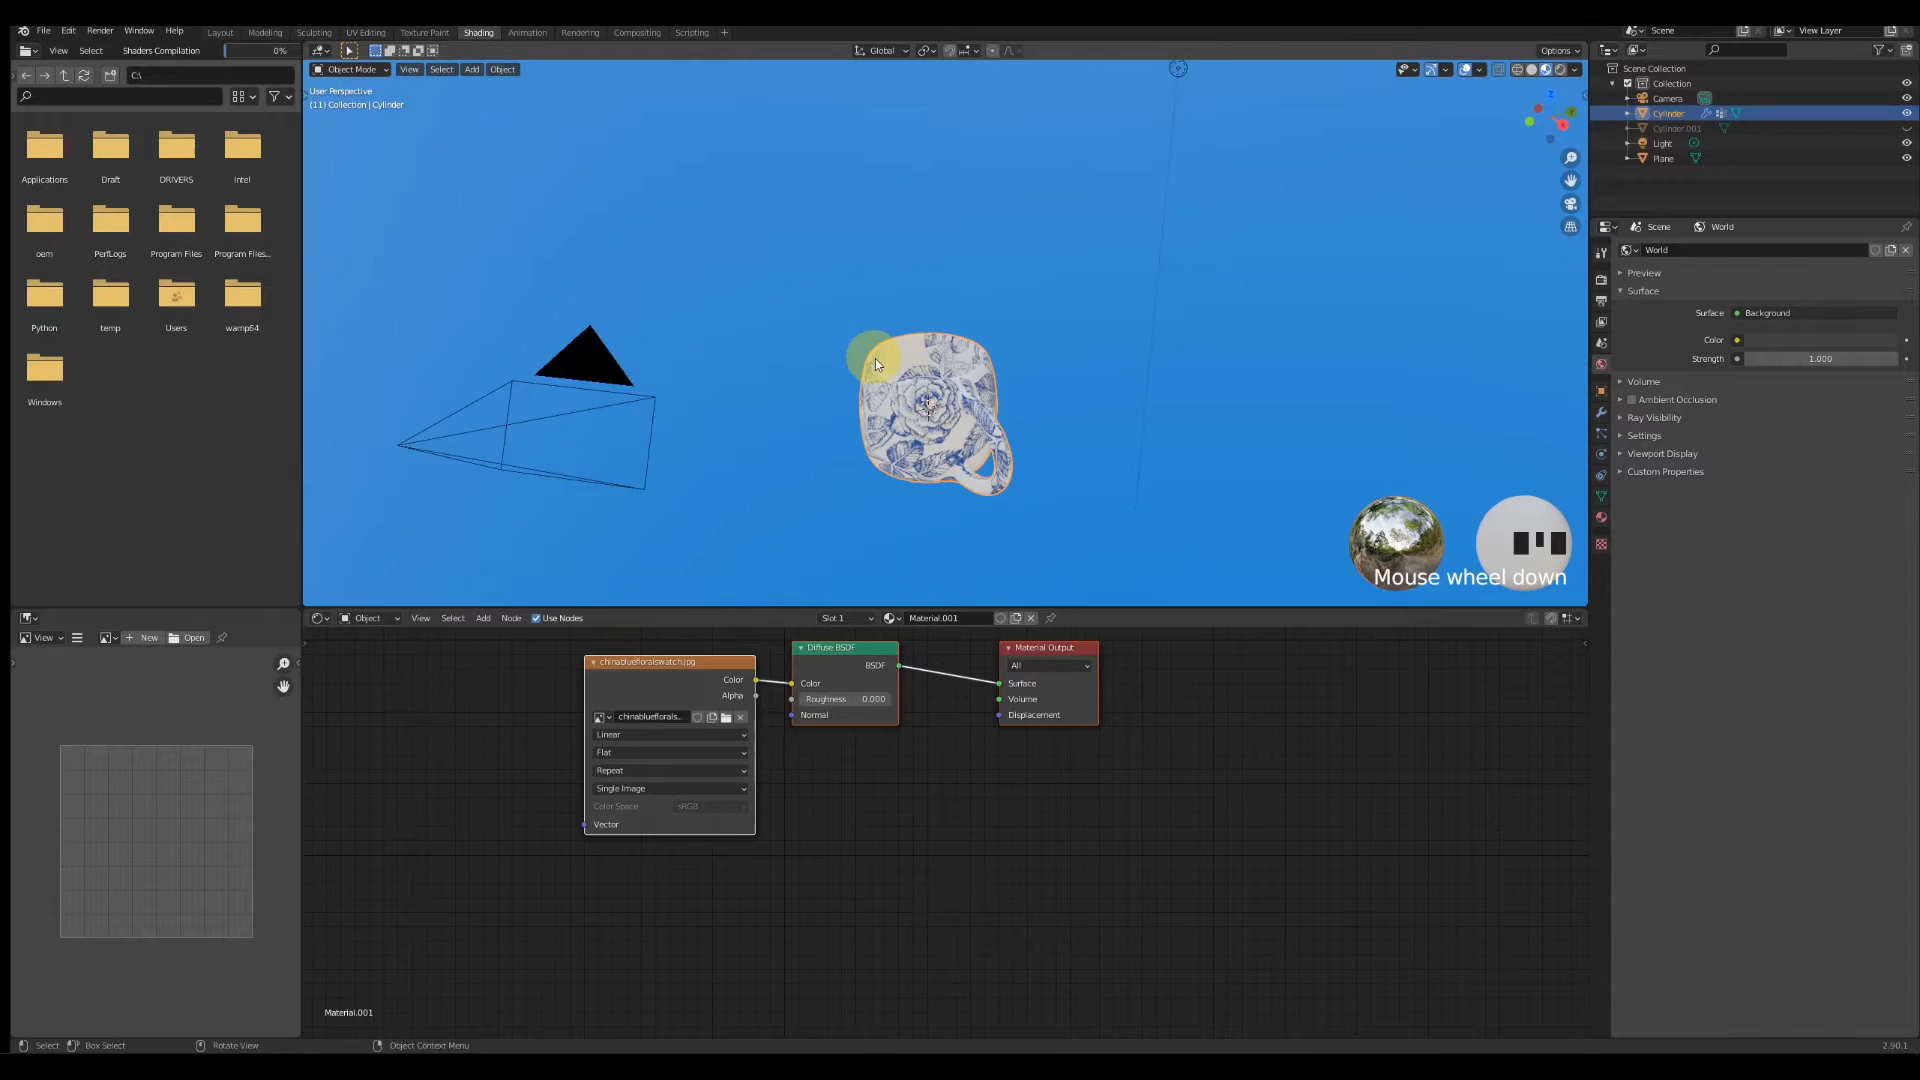 File Edit Render Window Help Layout Modeling Sculpting UV Editing Texture Paint Shading Animation Rendering Compositing Scripting + Scene View Layer
View Select Shaders Compilation 0% Global Options
C:\ Object Mode View Select Add Object
User Perspective
(11) Collection | Cylinder
Applications Draft DRIVERS Intel
oem PerfLogs Program Files Program Files...
Python temp Users wamp64
Windows
Scene Collection
Collection
Camera
Cylinder
Cylinder.001
Light
Plane
Scene World
World
Preview
Surface
Surface Background
Color
Strength 1.000
Volume
Ambient Occlusion
Ray Visibility
Settings
Viewport Display
Custom Properties
Mouse wheel down
Object View Select Add Node Use Nodes Slot 1 Material.001
View New Open
chinabluefloralswatch.jpg
Color
Alpha
chinablueflorals...
Linear
Flat
Repeat
Single Image
Color Space sRGB
Vector
Diffuse BSDF
BSDF
Color
Roughness 0.000
Normal
Material Output
All
Surface
Volume
Displacement
Material.001
Select Box Select Rotate View Object Context Menu 2.90.1